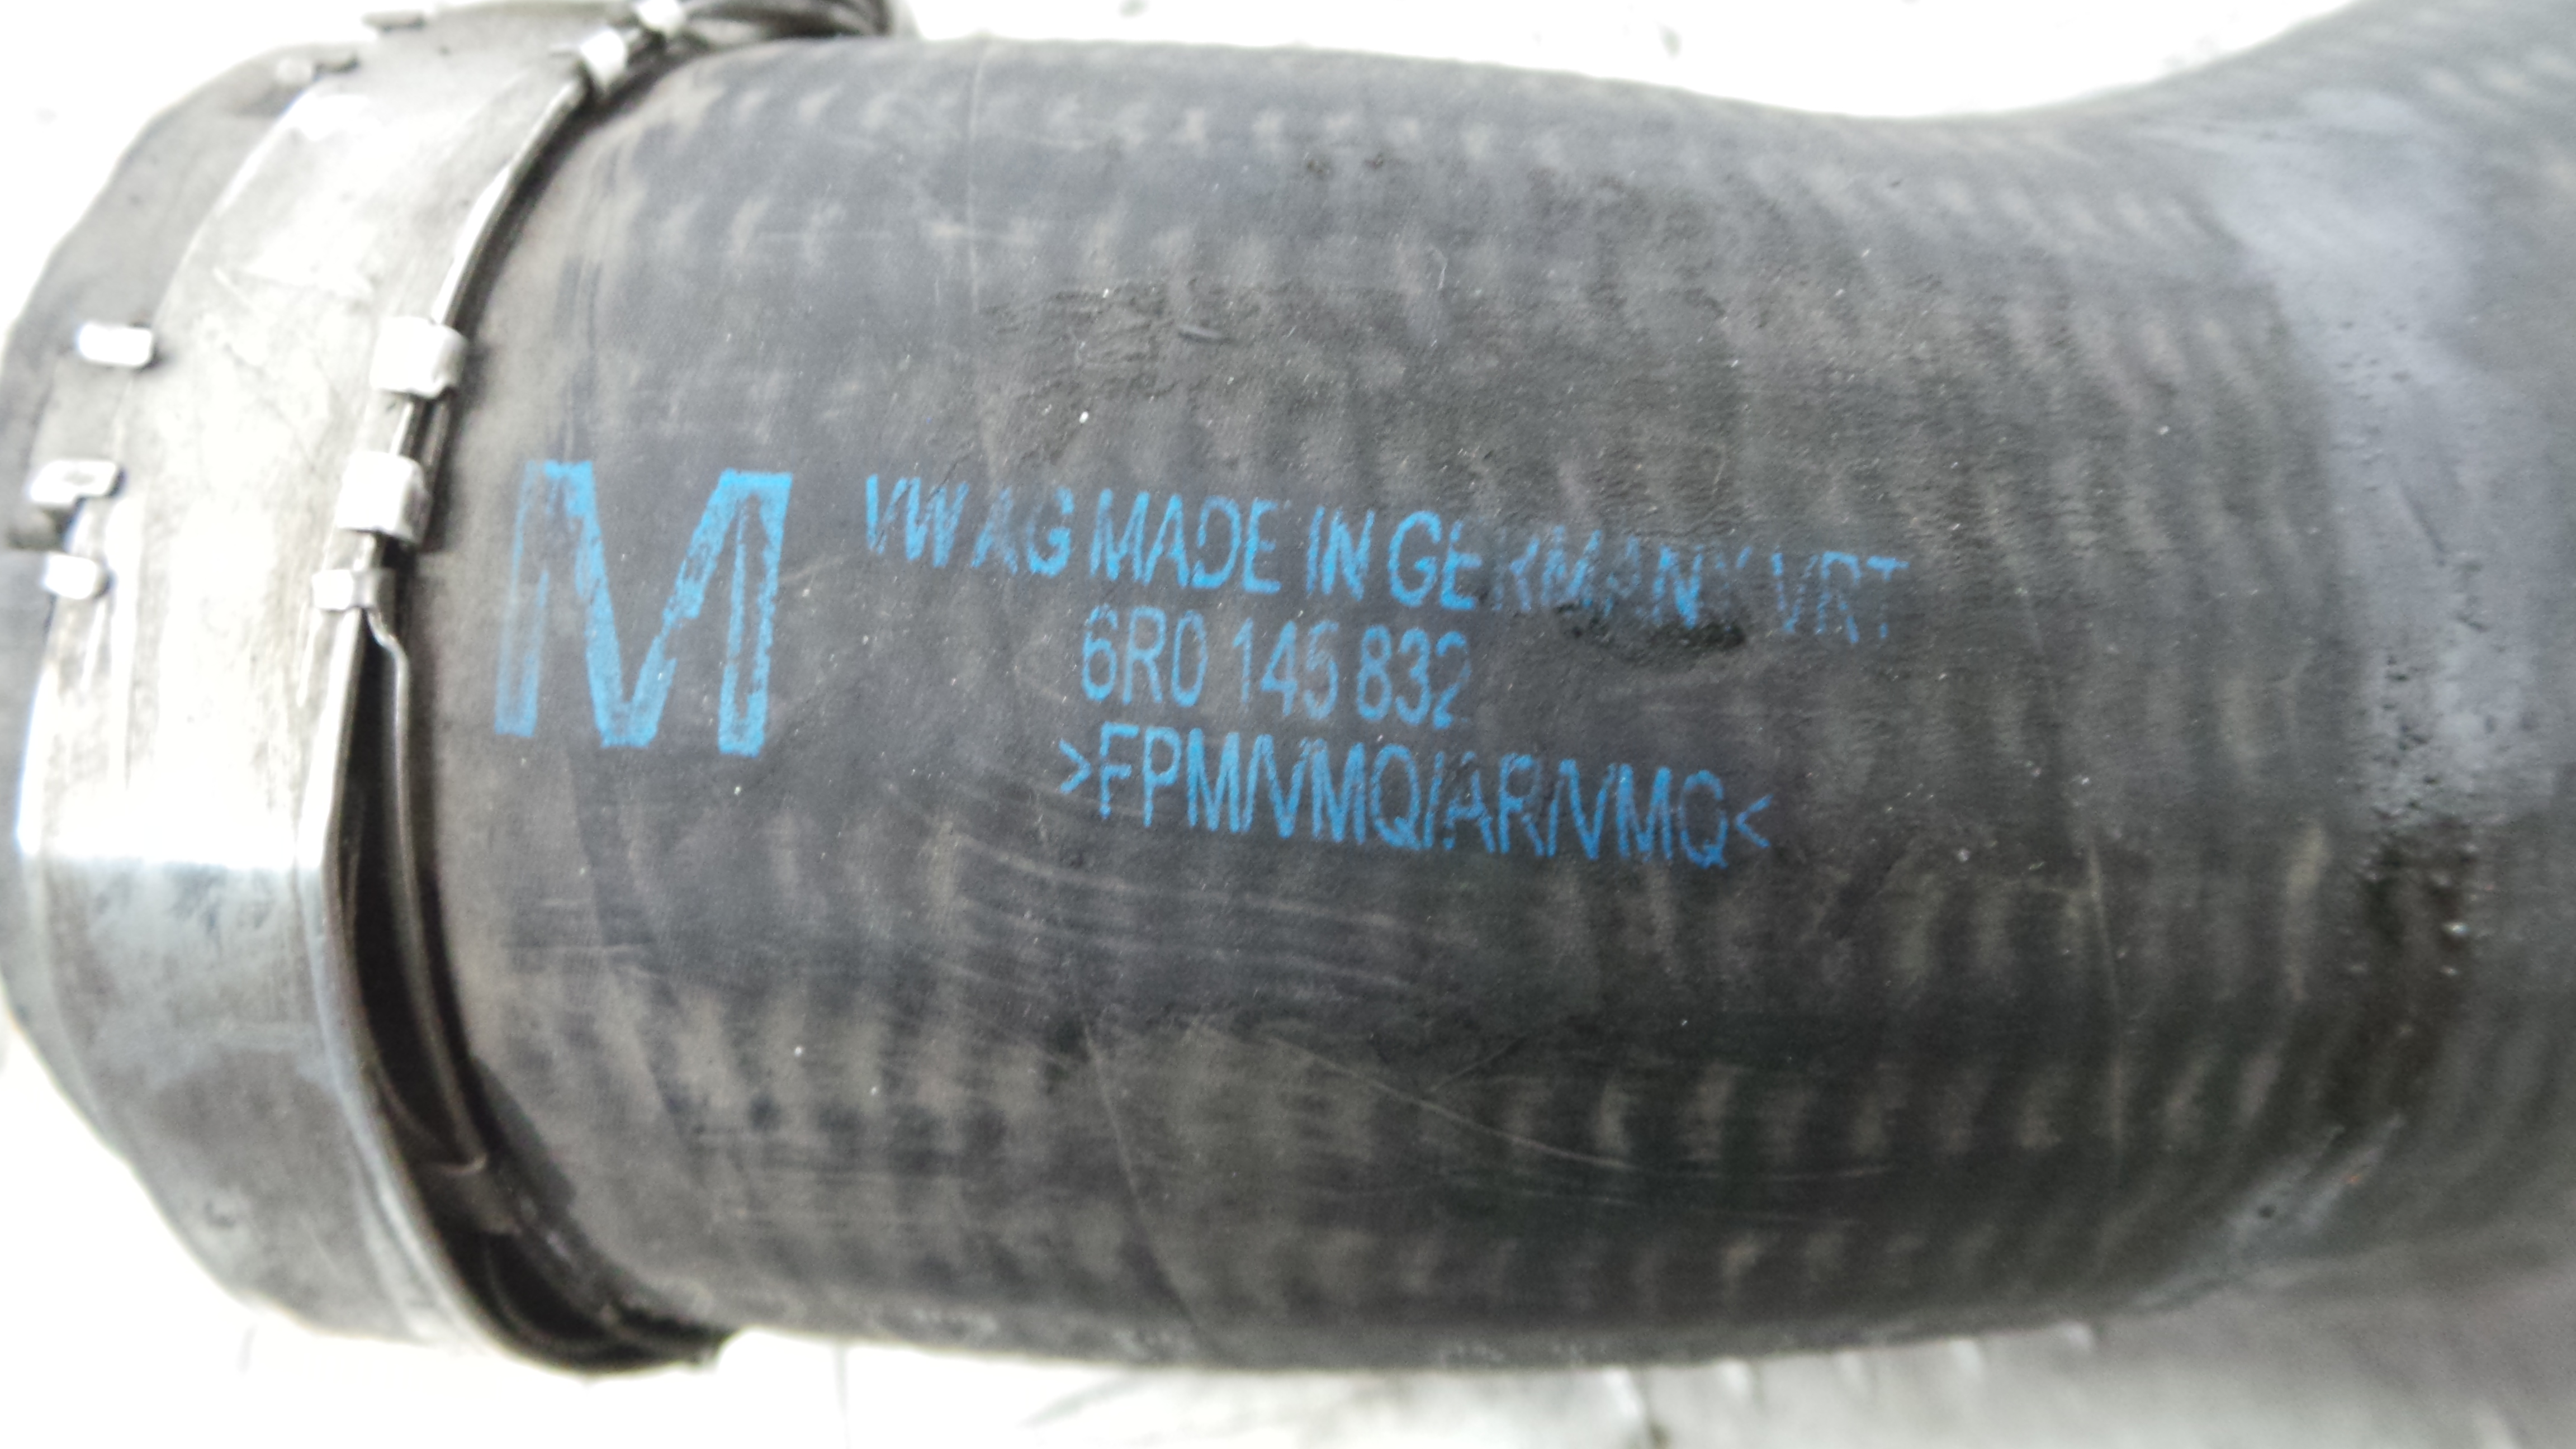 M
VW AG MADE IN GERMANY VRT
6R0 145 832
>FPM/VMQ/AR/VMQ<